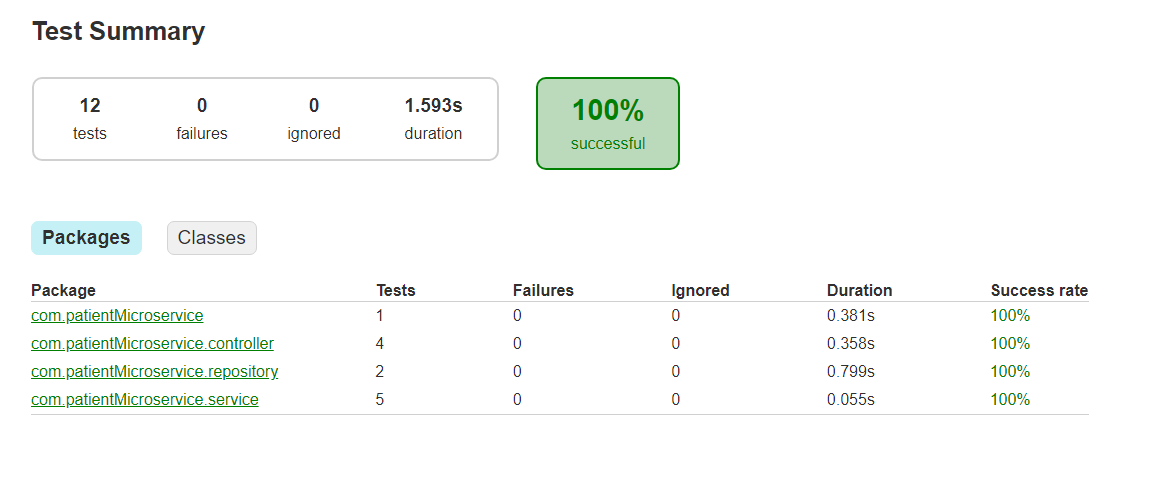 Test Summary
12 0 0 1.593s
tests failures ignored duration
100%
successful
Packages Classes
Package Tests Failures Ignored Duration Success rate
com.patientMicroservice 1 0 0 0.381s 100%
com.patientMicroservice.controller 4 0 0 0.358s 100%
com.patientMicroservice.repository 2 0 0 0.799s 100%
com.patientMicroservice.service 5 0 0 0.055s 100%